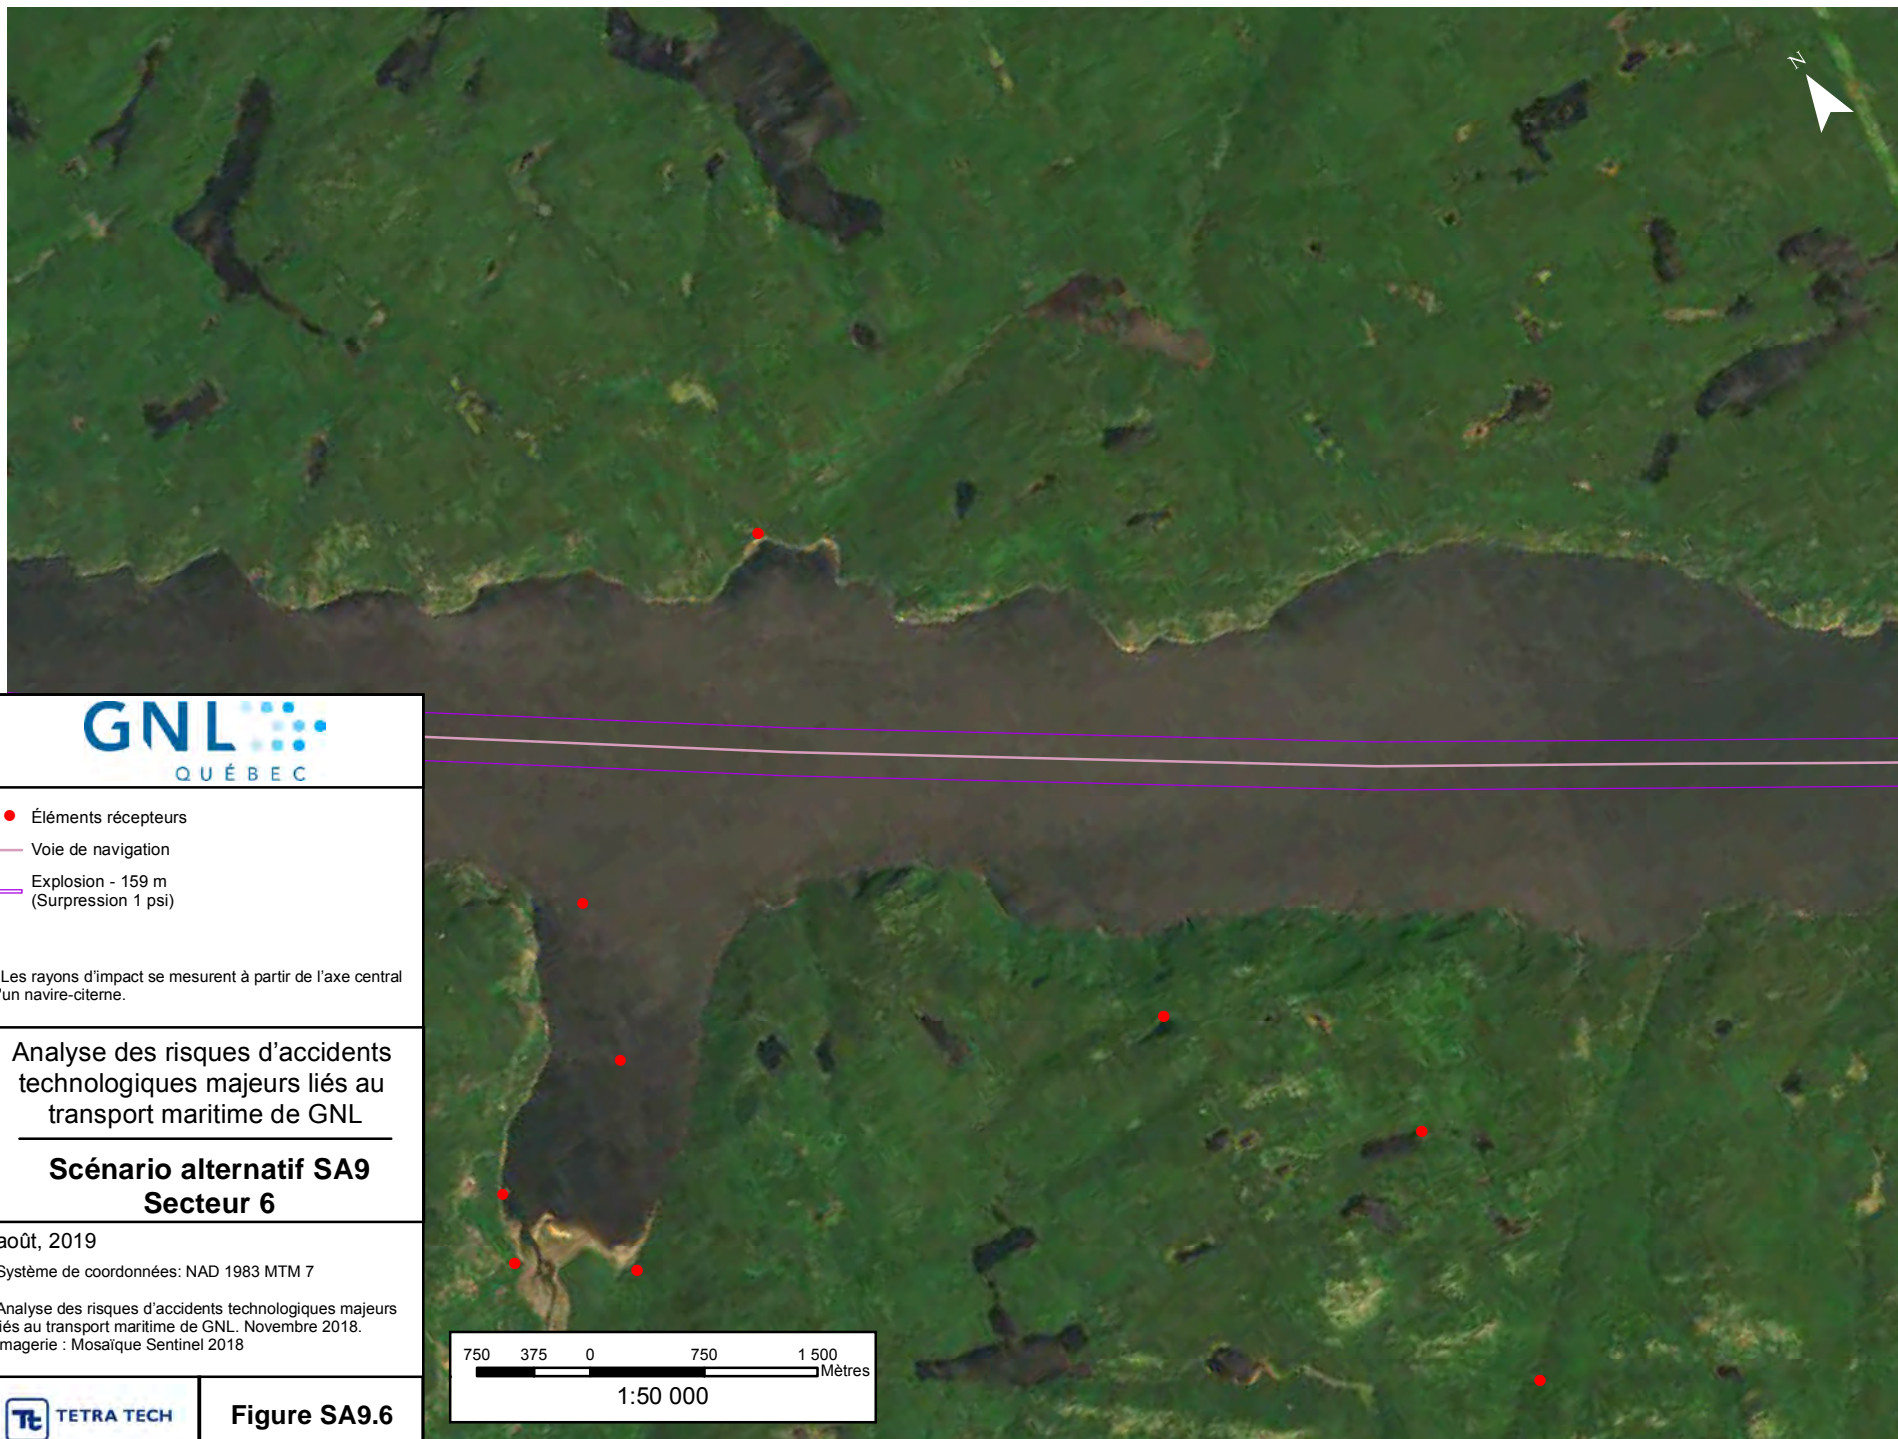 N
GNL
QUÉBEC
Éléments récepteurs
Voie de navigation
Explosion - 159 m
(Surpression 1 psi)
Les rayons d'impact se mesurent à partir de l'axe central
'un navire-citerne.
Analyse des risques d'accidents
technologiques majeurs liés au
transport maritime de GNL
Scénario alternatif SA9
Secteur 6
août, 2019
Système de coordonnées: NAD 1983 MTM 7
Analyse des risques d'accidents technologiques majeurs
liés au transport maritime de GNL. Novembre 2018.
magerie : Mosaïque Sentinel 2018
Tt TETRA TECH
Figure SA9.6
750 375 0 750 1 500
Mètres
1:50 000